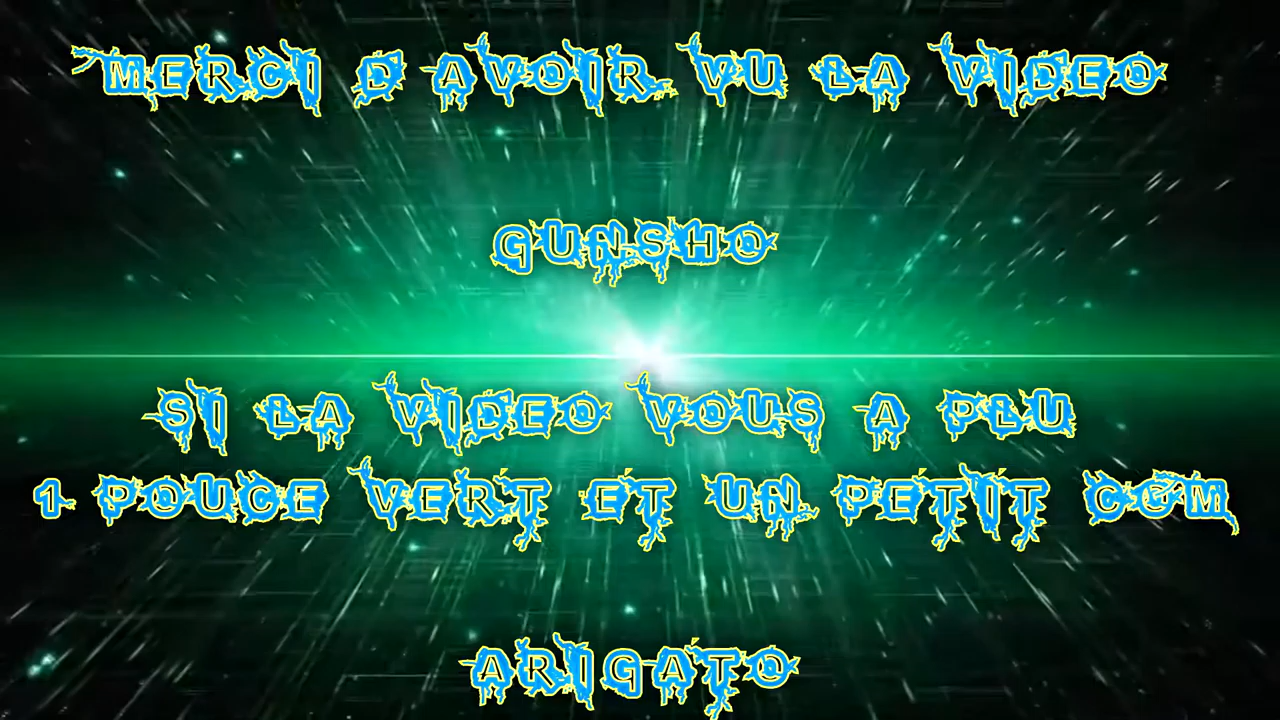 MERCI D AVOIR VU LA VIDEO
GUNSHO
SI LA VIDEO VOUS A PLU
1 POUCE VERT ET UN PETIT COM
ARIGATO